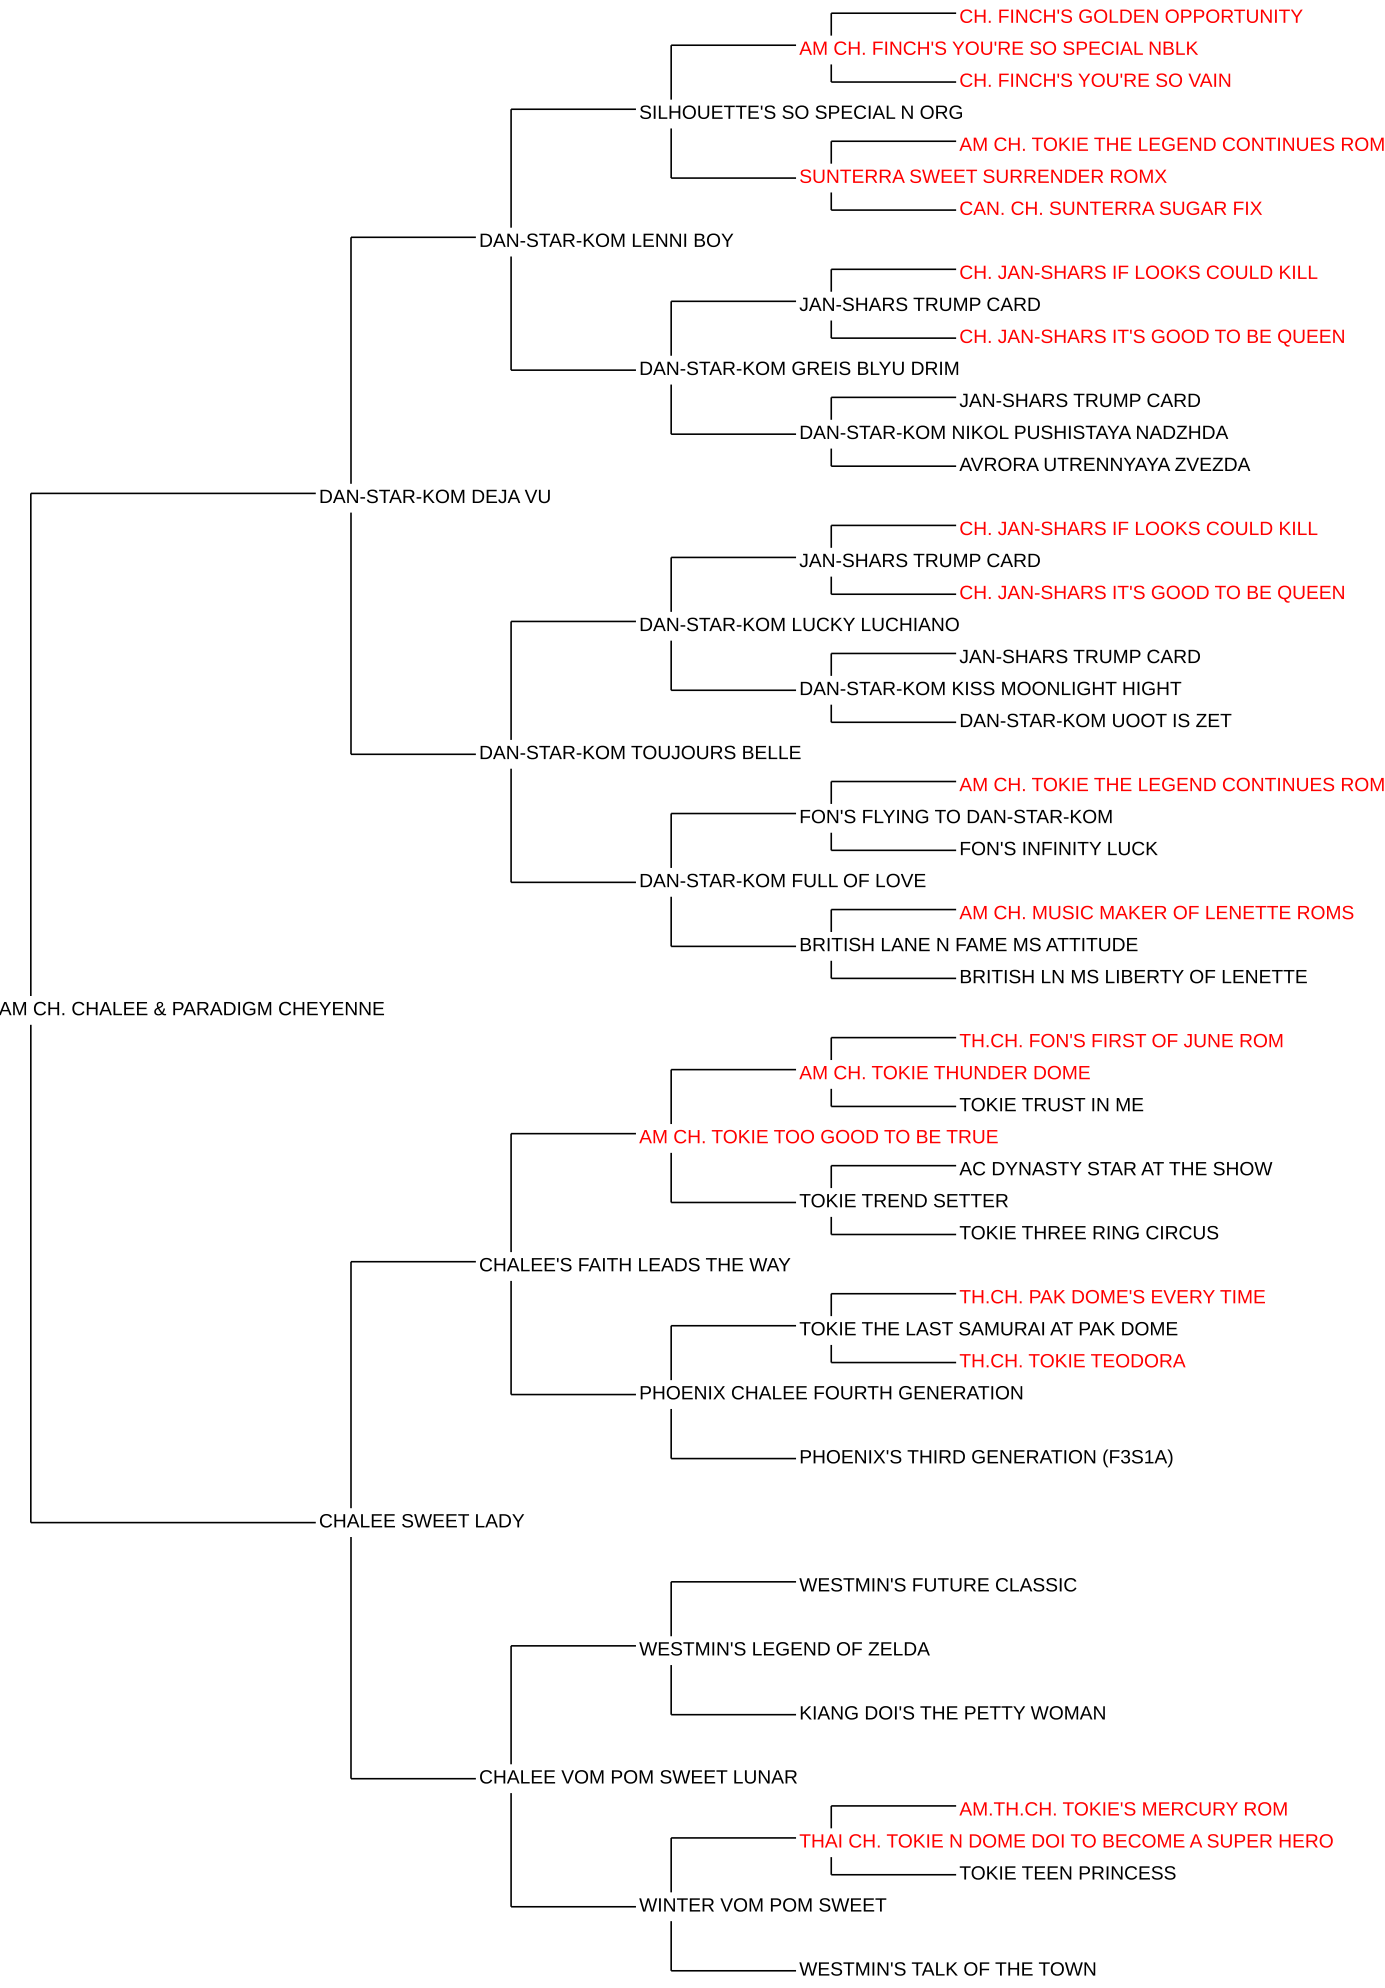 CH. FINCH'S GOLDEN OPPORTUNITY
AM CH. FINCH'S YOU'RE SO SPECIAL NBLK
CH. FINCH'S YOU'RE SO VAIN
SILHOUETTE'S SO SPECIAL N ORG
AM CH. TOKIE THE LEGEND CONTINUES ROM
SUNTERRA SWEET SURRENDER ROMX
CAN. CH. SUNTERRA SUGAR FIX
DAN-STAR-KOM LENNI BOY
CH. JAN-SHARS IF LOOKS COULD KILL
JAN-SHARS TRUMP CARD
CH. JAN-SHARS IT'S GOOD TO BE QUEEN
DAN-STAR-KOM GREIS BLYU DRIM
JAN-SHARS TRUMP CARD
DAN-STAR-KOM NIKOL PUSHISTAYA NADZHDA
AVRORA UTRENNYAYA ZVEZDA
DAN-STAR-KOM DEJA VU
CH. JAN-SHARS IF LOOKS COULD KILL
JAN-SHARS TRUMP CARD
CH. JAN-SHARS IT'S GOOD TO BE QUEEN
DAN-STAR-KOM LUCKY LUCHIANO
JAN-SHARS TRUMP CARD
DAN-STAR-KOM KISS MOONLIGHT HIGHT
DAN-STAR-KOM UOOT IS ZET
DAN-STAR-KOM TOUJOURS BELLE
AM CH. TOKIE THE LEGEND CONTINUES ROM
FON'S FLYING TO DAN-STAR-KOM
FON'S INFINITY LUCK
DAN-STAR-KOM FULL OF LOVE
AM CH. MUSIC MAKER OF LENETTE ROMS
BRITISH LANE N FAME MS ATTITUDE
BRITISH LN MS LIBERTY OF LENETTE
AM CH. CHALEE & PARADIGM CHEYENNE
TH.CH. FON'S FIRST OF JUNE ROM
AM CH. TOKIE THUNDER DOME
TOKIE TRUST IN ME
AM CH. TOKIE TOO GOOD TO BE TRUE
AC DYNASTY STAR AT THE SHOW
TOKIE TREND SETTER
TOKIE THREE RING CIRCUS
CHALEE'S FAITH LEADS THE WAY
TH.CH. PAK DOME'S EVERY TIME
TOKIE THE LAST SAMURAI AT PAK DOME
TH.CH. TOKIE TEODORA
PHOENIX CHALEE FOURTH GENERATION
PHOENIX'S THIRD GENERATION (F3S1A)
CHALEE SWEET LADY
WESTMIN'S FUTURE CLASSIC
WESTMIN'S LEGEND OF ZELDA
KIANG DOI'S THE PETTY WOMAN
CHALEE VOM POM SWEET LUNAR
AM.TH.CH. TOKIE'S MERCURY ROM
THAI CH. TOKIE N DOME DOI TO BECOME A SUPER HERO
TOKIE TEEN PRINCESS
WINTER VOM POM SWEET
WESTMIN'S TALK OF THE TOWN